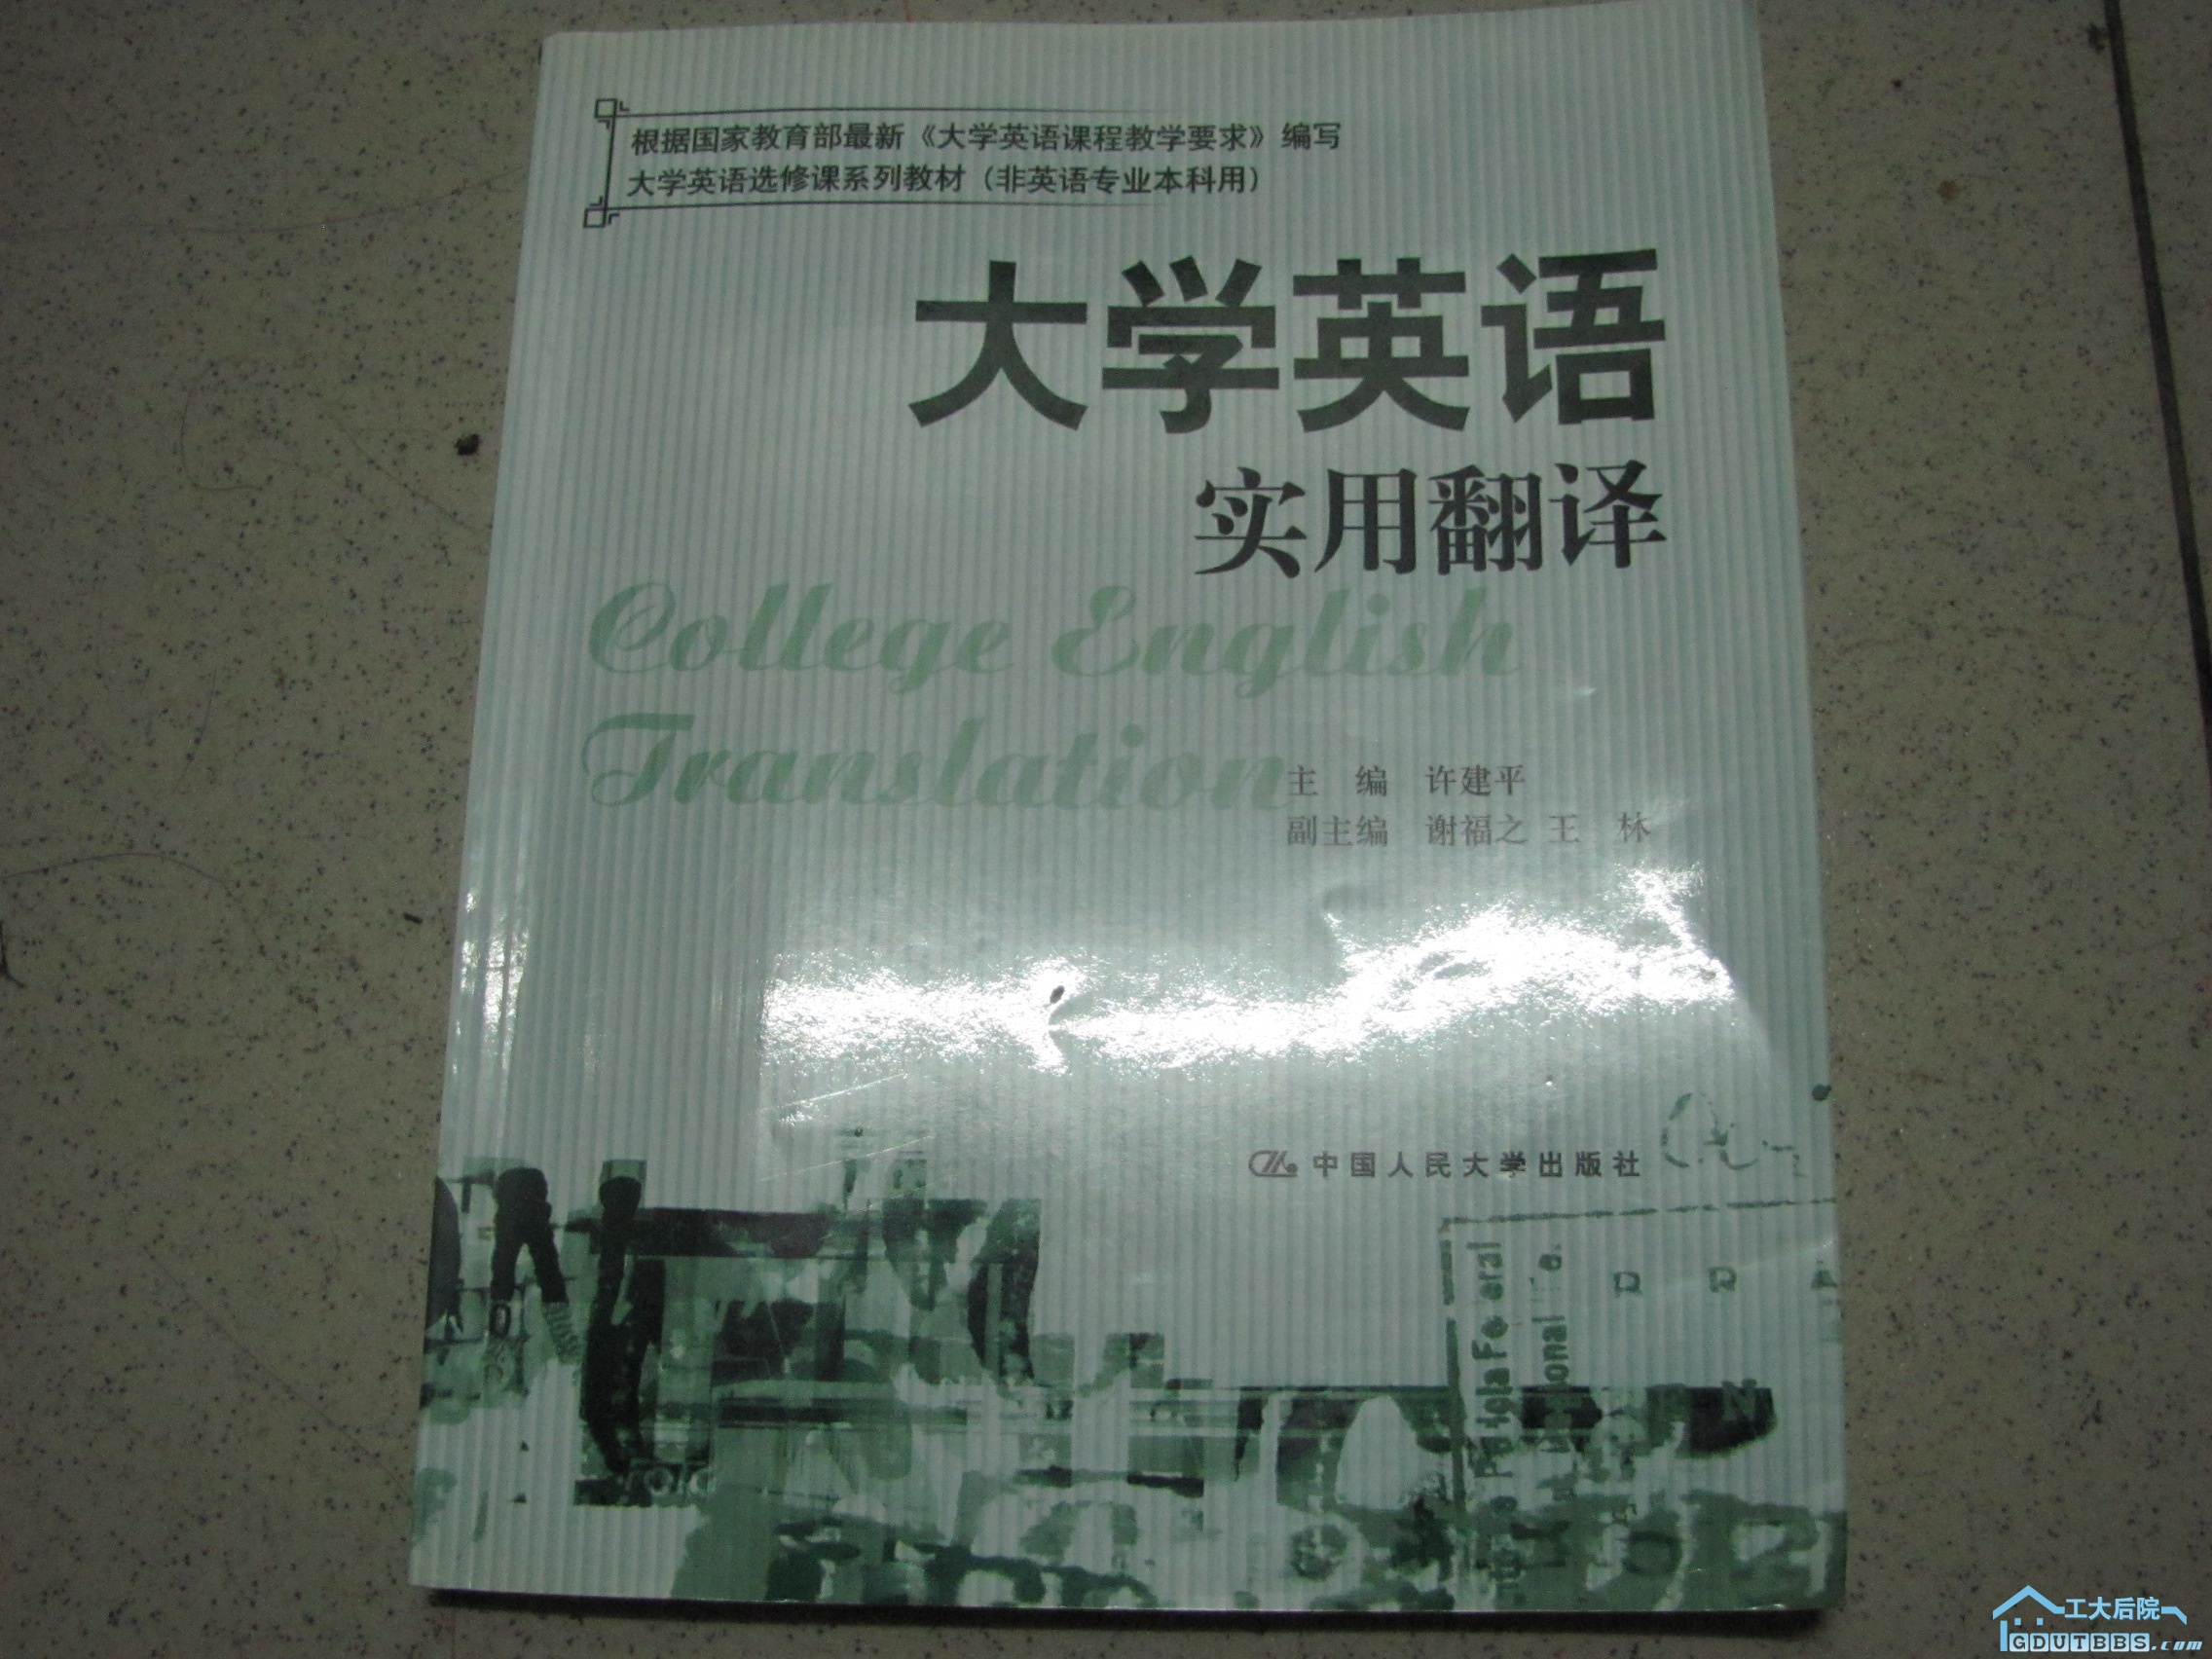 根据国家教育部最新《大学英语课程教学要求》编写
大学英语选修课系列教材（非英语专业本科用）
大学英语
实用翻译
College English
Translation
主 编 许建平
副主编 谢福之 王 林
中国人民大学出版社
工大后院
GDUTBBS.com